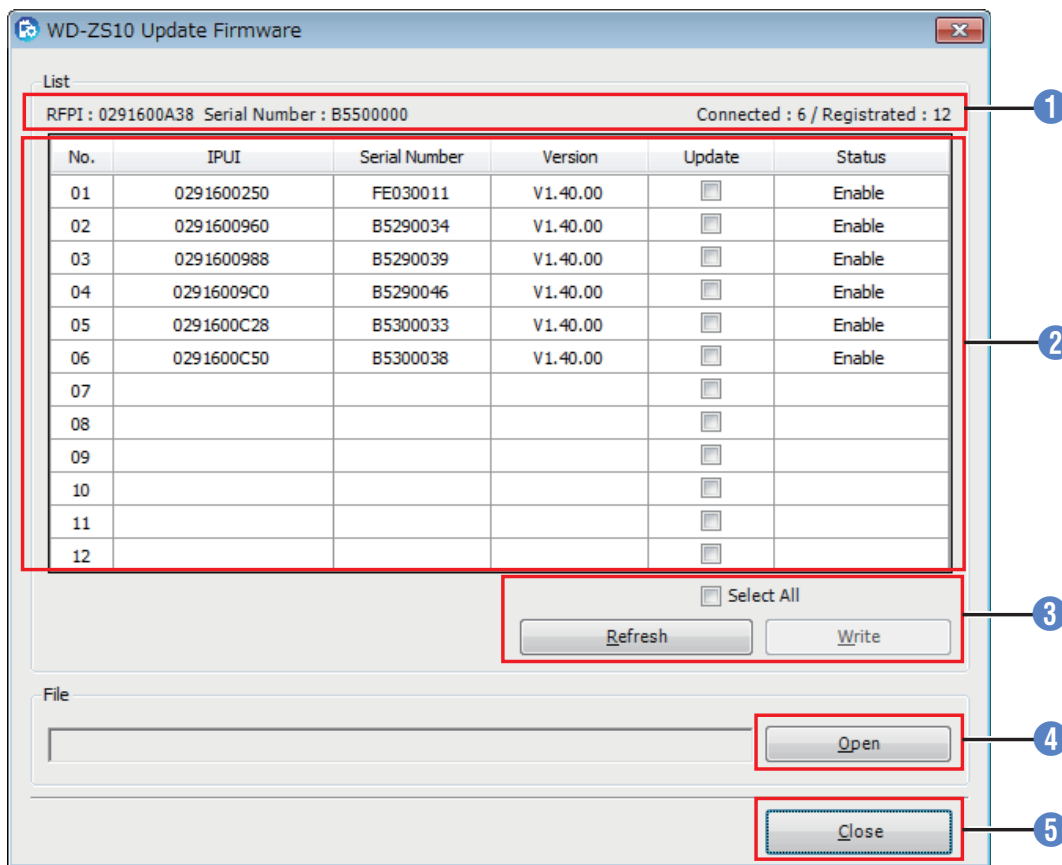 WD-ZS10 Update Firmware
List
RFPI : 0291600A38 Serial Number : B5500000 Connected : 6 / Registrated : 12
1
No. IPUI Serial Number Version Update Status
01 0291600250 FE030011 V1.40.00 Enable
02 0291600960 B5290034 V1.40.00 Enable
03 0291600988 B5290039 V1.40.00 Enable
04 02916009C0 B5290046 V1.40.00 Enable
05 0291600C28 B5300033 V1.40.00 Enable
2
06 0291600C50 B5300038 V1.40.00 Enable
07
08
09
10
11
12
Select All
3
Refresh Write
File
Open 4
Close 5